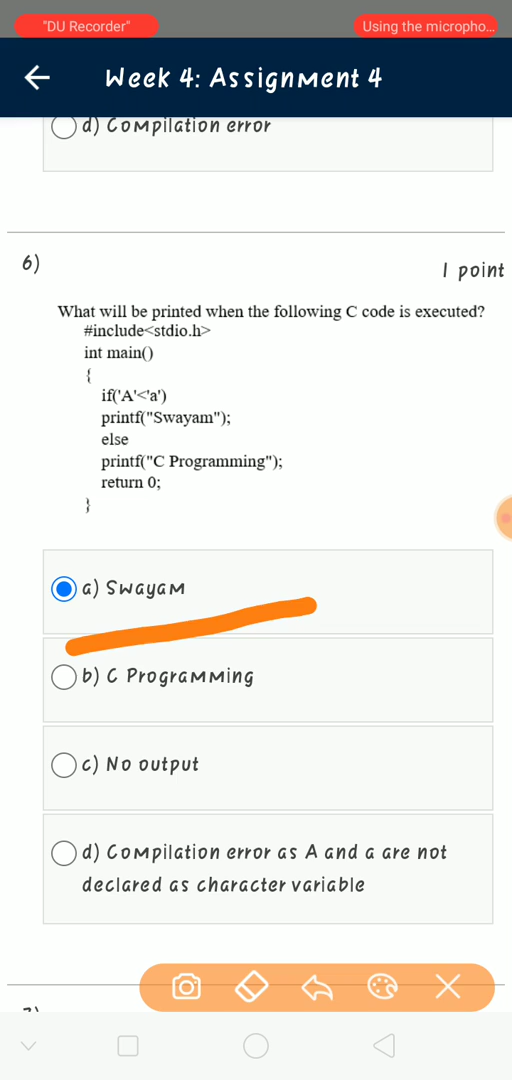 "DU Recorder" Using the micropho...
Week 4: Assignment 4
d) Compilation error
6)
1 point
What will be printed when the following C code is executed?
#include<stdio.h>
int main()
{
if('A'<'a')
printf("Swayam");
else
printf("C Programming");
return 0;
}
a) Swayam
b) C Programming
c) No output
d) Compilation error as A and a are not
declared as character variable